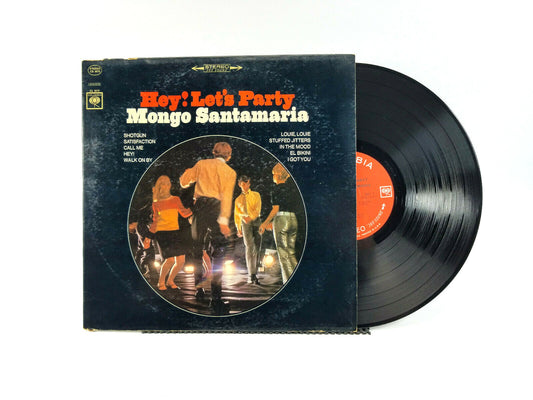 STEREO
Hey! Let's Party
Mongo Santamaria
SHOTGUN
SATISFACTION
CALL ME
HEY!
WALK ON BY
LOUIE, LOUIE
STUFFED JITTERS
IN THE MOOD
EL BIKINI
I GOT YOU